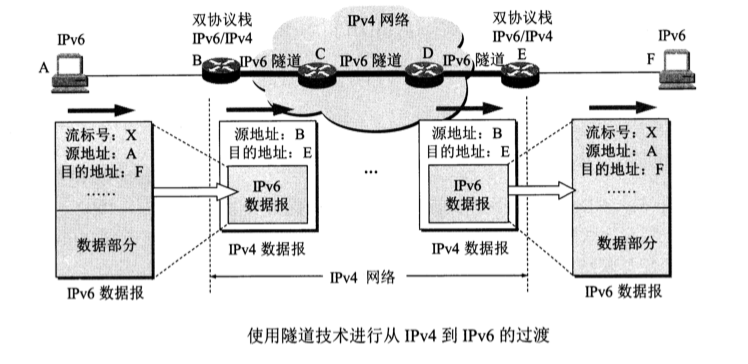 双协议栈
IPv6/IPv4
IPv4 网络
双协议栈
IPv6/IPv4
IPv6
IPv6
A
B
IPv6 隧道
C
IPv6 隧道
D
IPv6 隧道
E
F
流标号：X
源地址：A
目的地址：F
……
数据部分
IPv6 数据报
源地址：B
目的地址：E
IPv6
数据报
IPv4 数据报
…
源地址：B
目的地址：E
IPv6
数据报
IPv4 数据报
流标号：X
源地址：A
目的地址：F
……
数据部分
IPv6 数据报
IPv4 网络
使用隧道技术进行从 IPv4 到 IPv6 的过渡